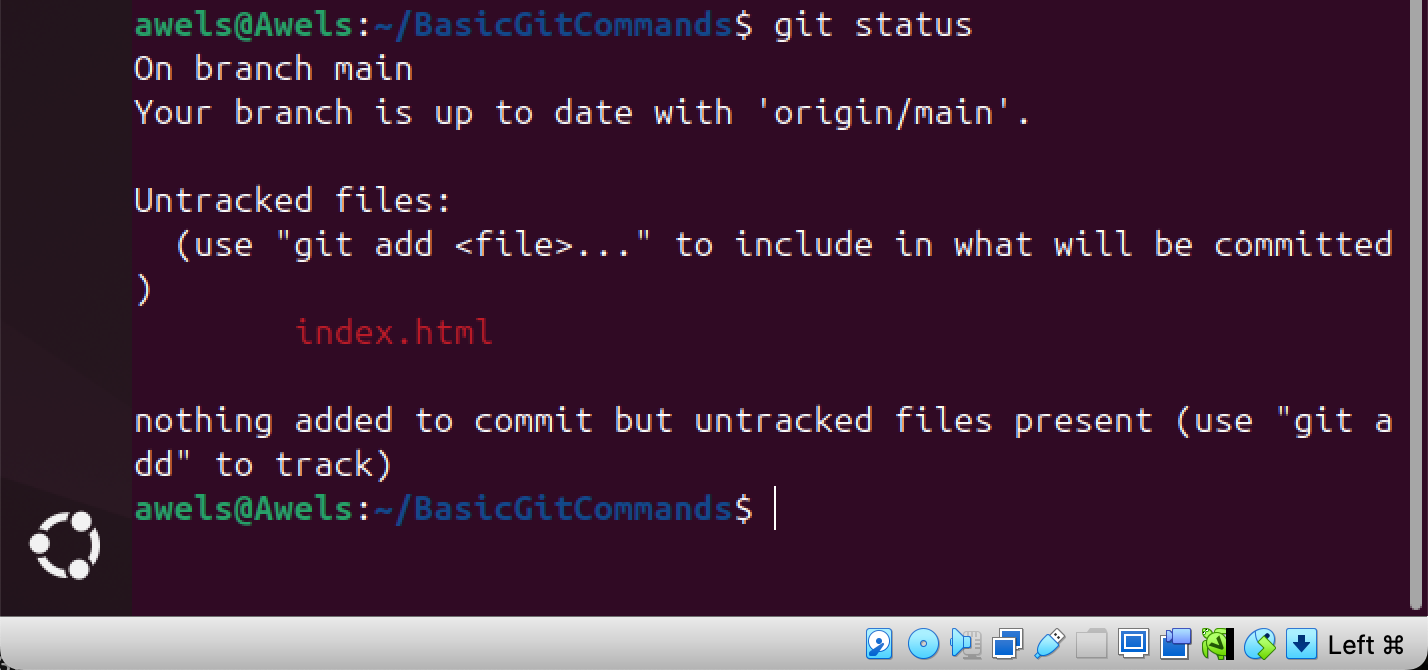 awels@Awels:~/BasicGitCommands$ git status
On branch main
Your branch is up to date with 'origin/main'.
Untracked files:
  (use "git add <file>..." to include in what will be committed
)
        index.html
nothing added to commit but untracked files present (use "git a
dd" to track)
awels@Awels:~/BasicGitCommands$
Left ⌘